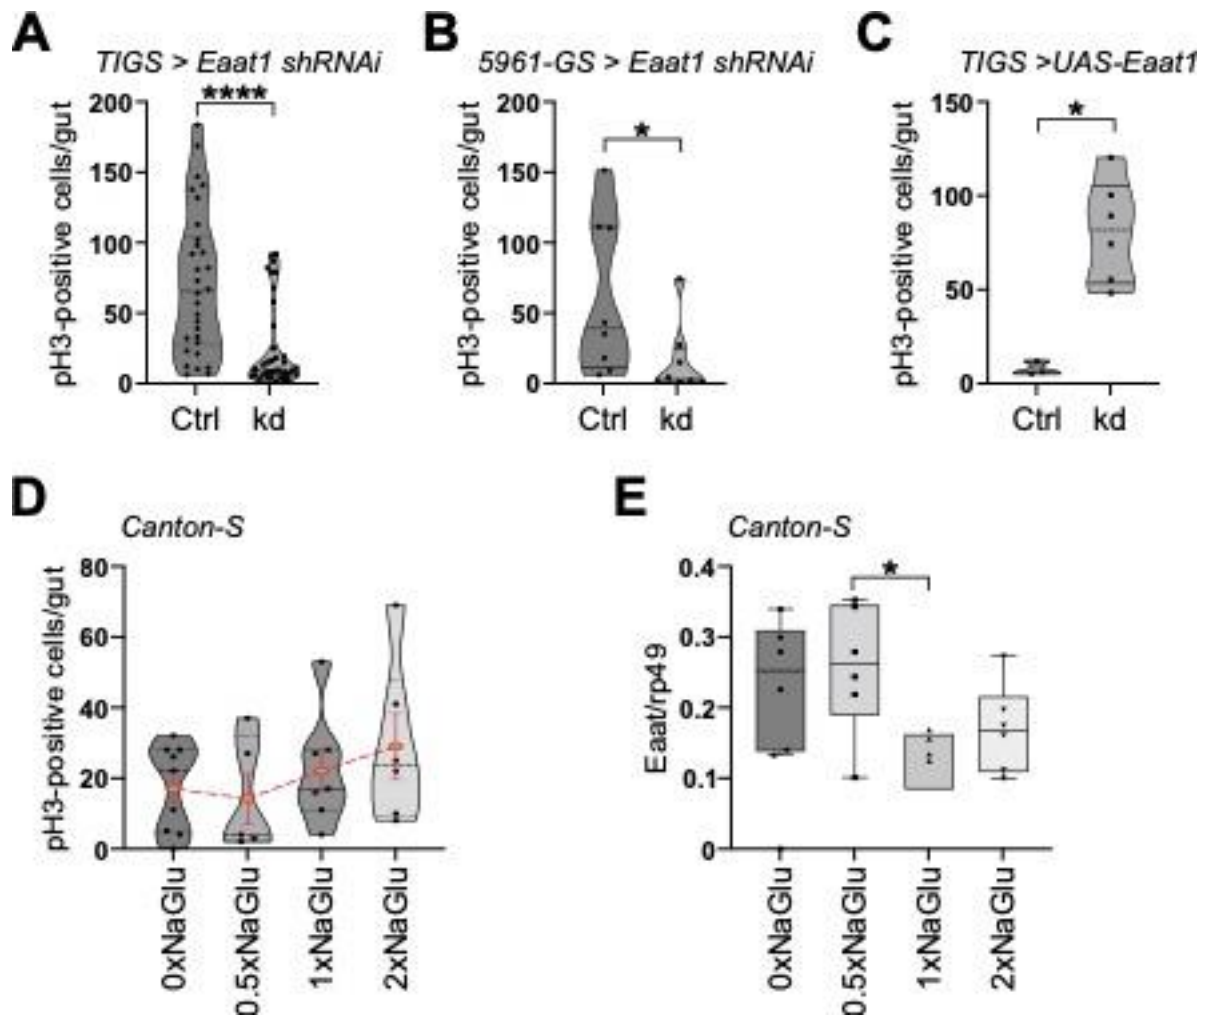 A
B
C
TIGS > Eaat1 shRNAi
5961-GS > Eaat1 shRNAi
TIGS >UAS-Eaat1
pH3-positive cells/gut
200
150
100
50
0
****
Ctrl
kd
pH3-positive cells/gut
200
150
100
50
0
*
Ctrl
kd
pH3-positive cells/gut
150
100
50
0
*
Ctrl
kd
D
E
Canton-S
pH3-positive cells/gut
80
60
40
20
0
0xNaGlu
0.5xNaGlu
1xNaGlu
2xNaGlu
Canton-S
Eaat/rp49
0.4
0.3
0.2
0.1
0
*
0xNaGlu
0.5xNaGlu
1xNaGlu
2xNaGlu